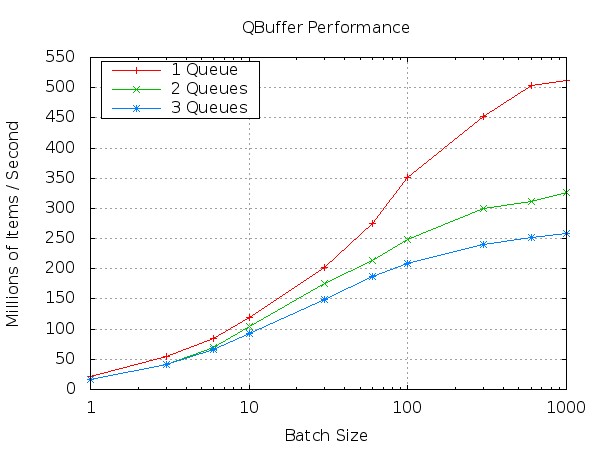 QBuffer Performance
550
500
450
400
350
300
250
200
150
100
50
0
Millions of Items / Second
1 Queue
2 Queues
3 Queues
1 10 100 1000
Batch Size